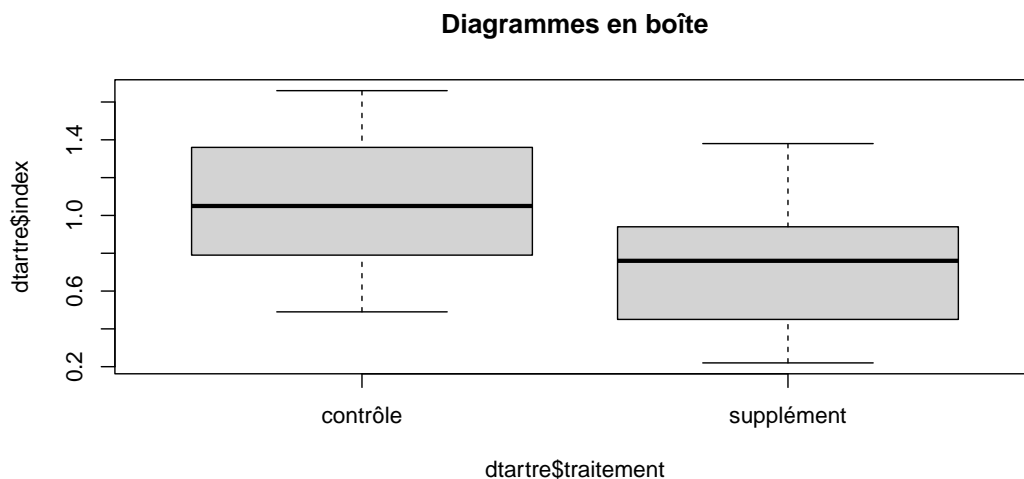 Diagrammes en boîte
dtartre$index
1.4
1.0
0.6
0.2
contrôle
supplément
dtartre$traitement